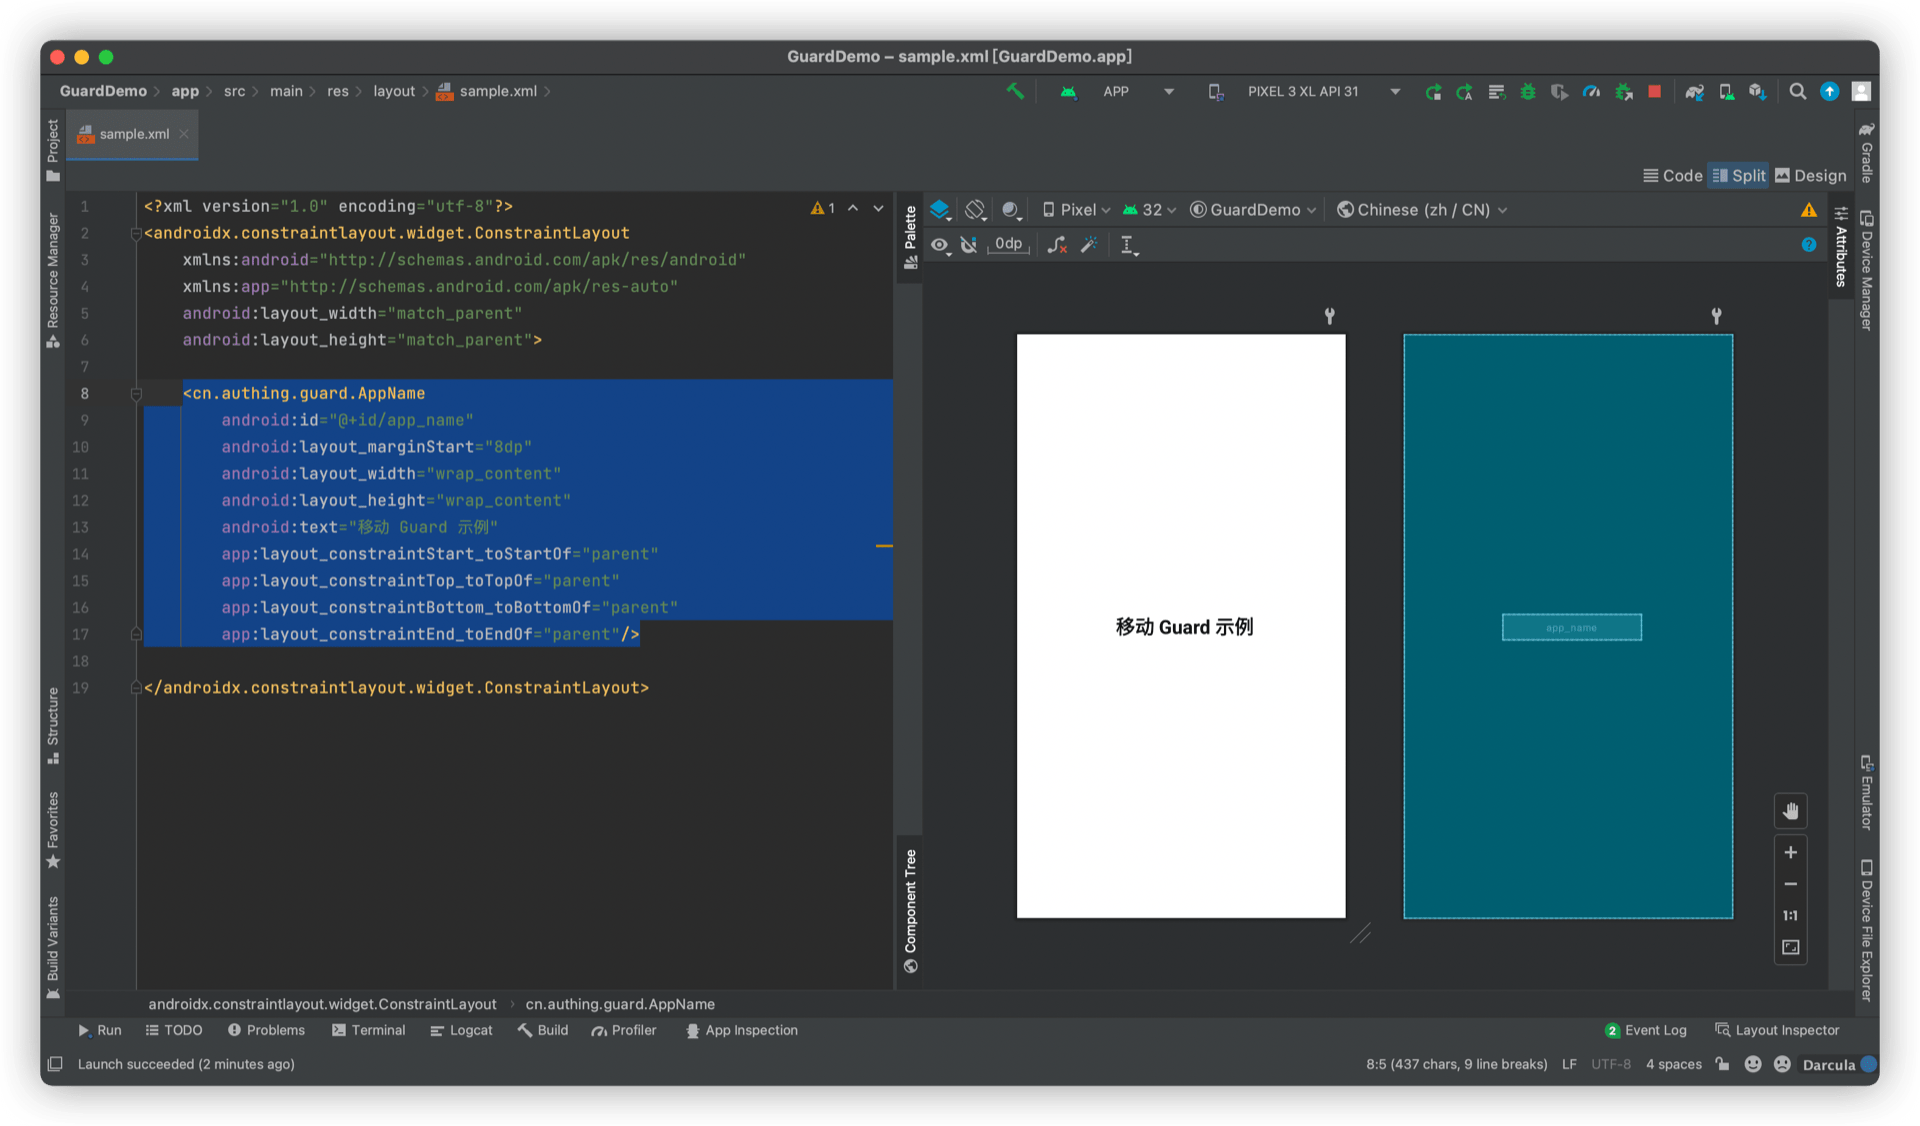 GuardDemo – sample.xml [GuardDemo.app]
GuardDemo app src main res layout sample.xml
APP PIXEL 3 XL API 31
sample.xml
Code Split Design
Project
Resource Manager
Structure
Favorites
Build Variants
1 <?xml version="1.0" encoding="utf-8"?>
2 <androidx.constraintlayout.widget.ConstraintLayout
3 xmlns:android="http://schemas.android.com/apk/res/android"
4 xmlns:app="http://schemas.android.com/apk/res-auto"
5 android:layout_width="match_parent"
6 android:layout_height="match_parent">
7
8 <cn.authing.guard.AppName
9 android:id="@+id/app_name"
10 android:layout_marginStart="8dp"
11 android:layout_width="wrap_content"
12 android:layout_height="wrap_content"
13 android:text="移动 Guard 示例"
14 app:layout_constraintStart_toStartOf="parent"
15 app:layout_constraintTop_toTopOf="parent"
16 app:layout_constraintBottom_toBottomOf="parent"
17 app:layout_constraintEnd_toEndOf="parent"/>
18
19 </androidx.constraintlayout.widget.ConstraintLayout>
1
Palette
Component Tree
Pixel 32 GuardDemo Chinese (zh / CN)
0dp
移动 Guard 示例
app_name
1:1
Attributes
Gradle
Device Manager
Emulator
Device File Explorer
androidx.constraintlayout.widget.ConstraintLayout cn.authing.guard.AppName
Run TODO Problems Terminal Logcat Build Profiler App Inspection
2 Event Log Layout Inspector
Launch succeeded (2 minutes ago)
8:5 (437 chars, 9 line breaks) LF UTF-8 4 spaces Darcula